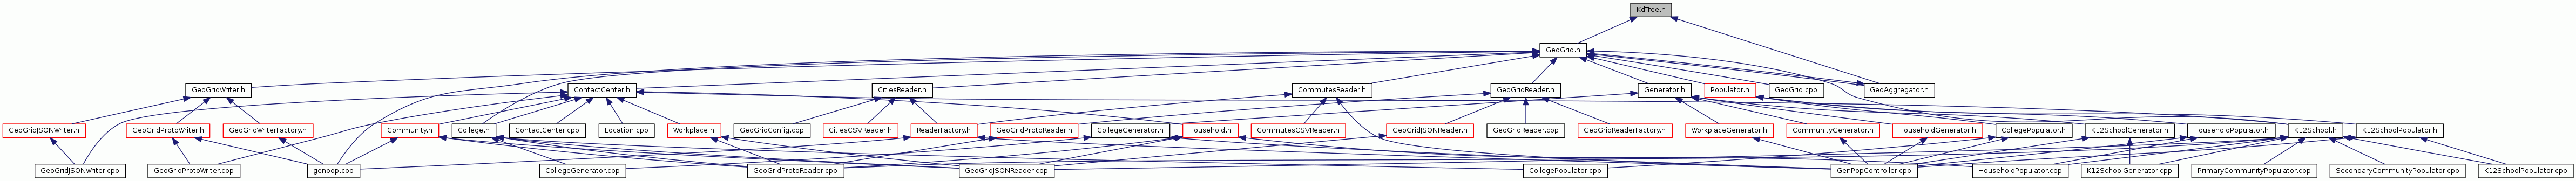 KdTree.h
GeoGrid.h
GeoGridWriter.h
ContactCenter.h
CitiesReader.h
CommutesReader.h
GeoGridReader.h
Generator.h
Populator.h
GeoGrid.cpp
GeoAggregator.h
GeoGridJSONWriter.h
GeoGridProtoWriter.h
GeoGridWriterFactory.h
Community.h
College.h
ContactCenter.cpp
Location.cpp
Workplace.h
GeoGridConfig.cpp
CitiesCSVReader.h
ReaderFactory.h
GeoGridProtoReader.h
CollegeGenerator.h
Household.h
CommutesCSVReader.h
GeoGridJSONReader.h
GeoGridReader.cpp
GeoGridReaderFactory.h
WorkplaceGenerator.h
CommunityGenerator.h
HouseholdGenerator.h
CollegePopulator.h
K12SchoolGenerator.h
HouseholdPopulator.h
K12School.h
K12SchoolPopulator.h
GeoGridJSONWriter.cpp
GeoGridProtoWriter.cpp
genpop.cpp
CollegeGenerator.cpp
GeoGridProtoReader.cpp
GeoGridJSONReader.cpp
CollegePopulator.cpp
GenPopController.cpp
HouseholdPopulator.cpp
K12SchoolGenerator.cpp
PrimaryCommunityPopulator.cpp
SecondaryCommunityPopulator.cpp
K12SchoolPopulator.cpp